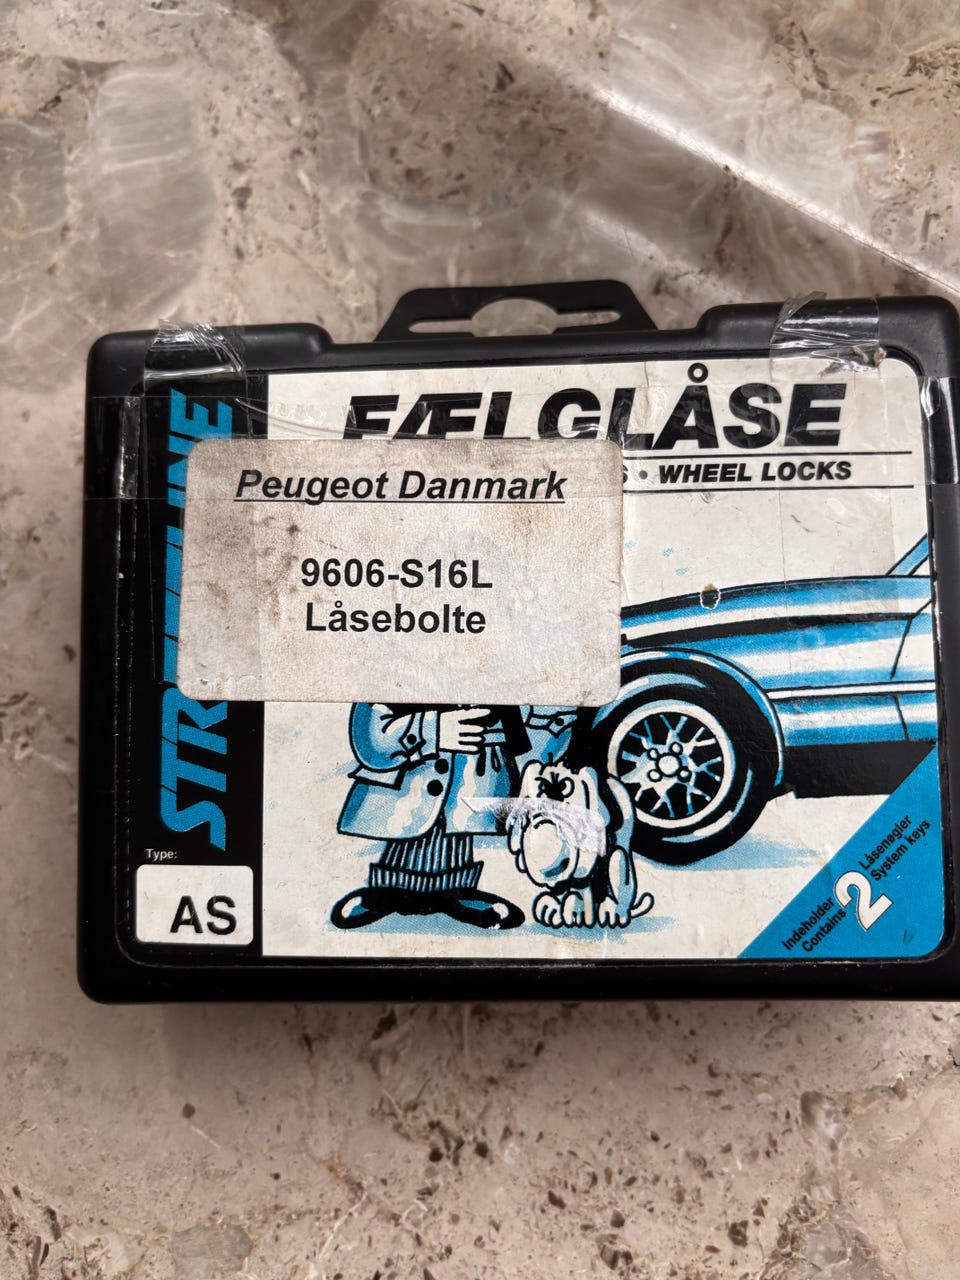 FÆLGLÅSE
S • WHEEL LOCKS
Peugeot Danmark
9606-S16L
Låsebolte
Type:
AS
Indeholder
Contains
2
Låsenøgler
System keys